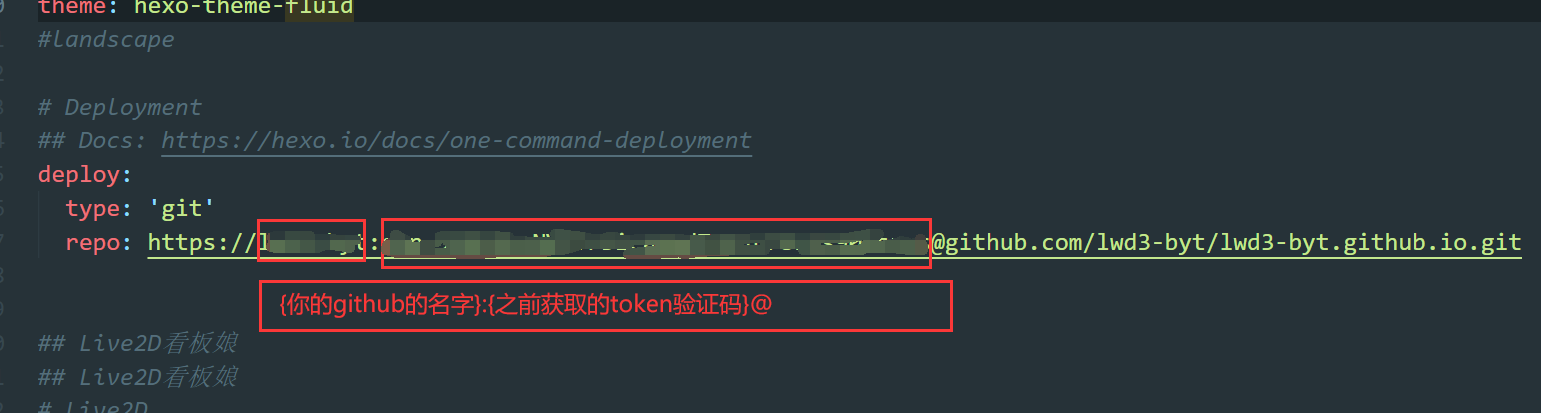 theme: hexo-theme-fluid
#landscape
# Deployment
## Docs: https://hexo.io/docs/one-command-deployment
deploy:
type: 'git'
repo: https://@github.com/lwd3-byt/lwd3-byt.github.io.git
{你的github的名字}:{之前获取的token验证码}@
## Live2D看板娘
## Live2D看板娘
# Live2D